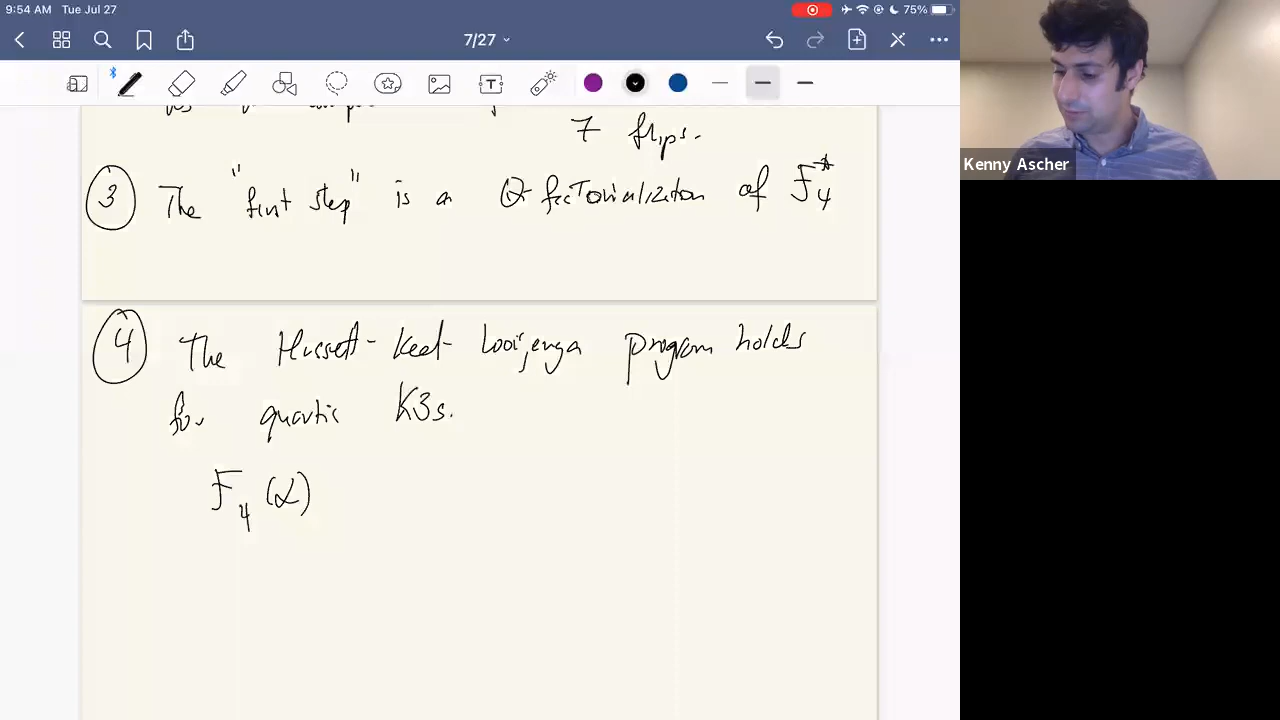 9:54 AM Tue Jul 27
75%
7/27
Kenny Ascher
7 flips.
③ The "first step" is a Q-factorialization of F₄*
④ The Hassett-Keel-Looijenga program holds
for quartic K3s.
F₄(α)